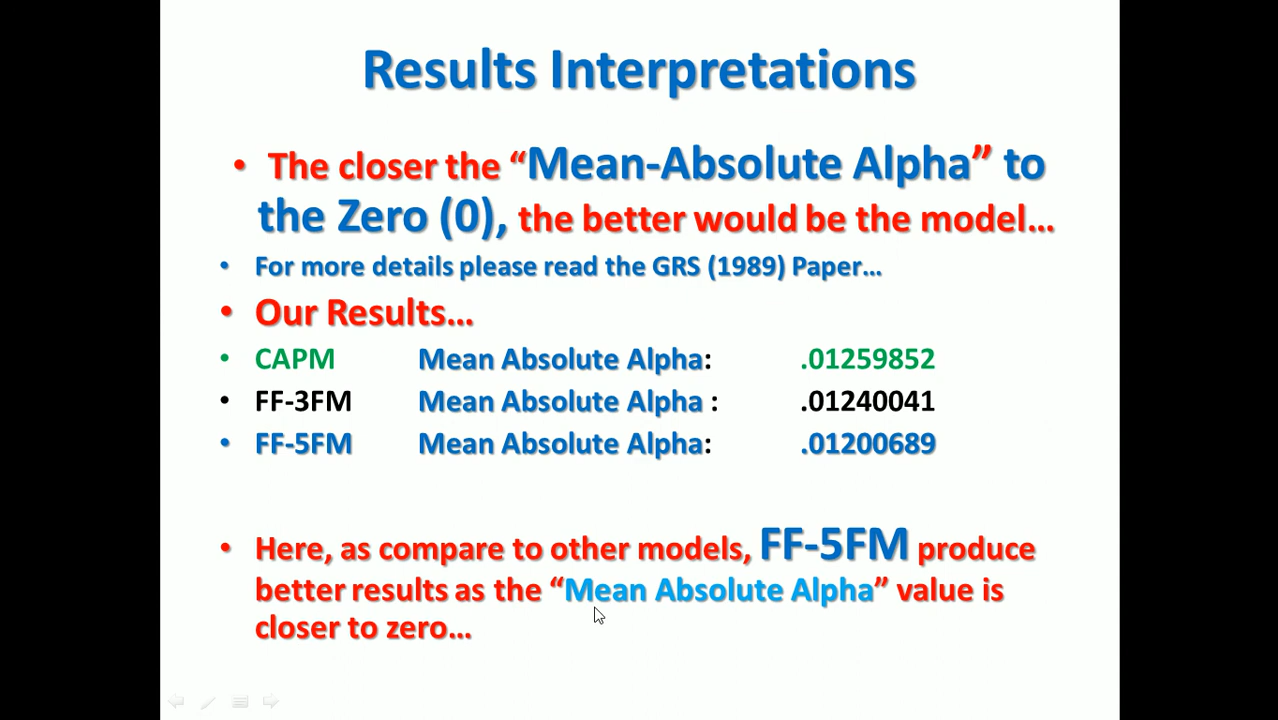 Results Interpretations
• The closer the “Mean-Absolute Alpha” to
the Zero (0), the better would be the model…
• For more details please read the GRS (1989) Paper…
• Our Results…
• CAPM Mean Absolute Alpha: .01259852
• FF-3FM Mean Absolute Alpha : .01240041
• FF-5FM Mean Absolute Alpha: .01200689
• Here, as compare to other models, FF-5FM produce
better results as the “Mean Absolute Alpha” value is
closer to zero…